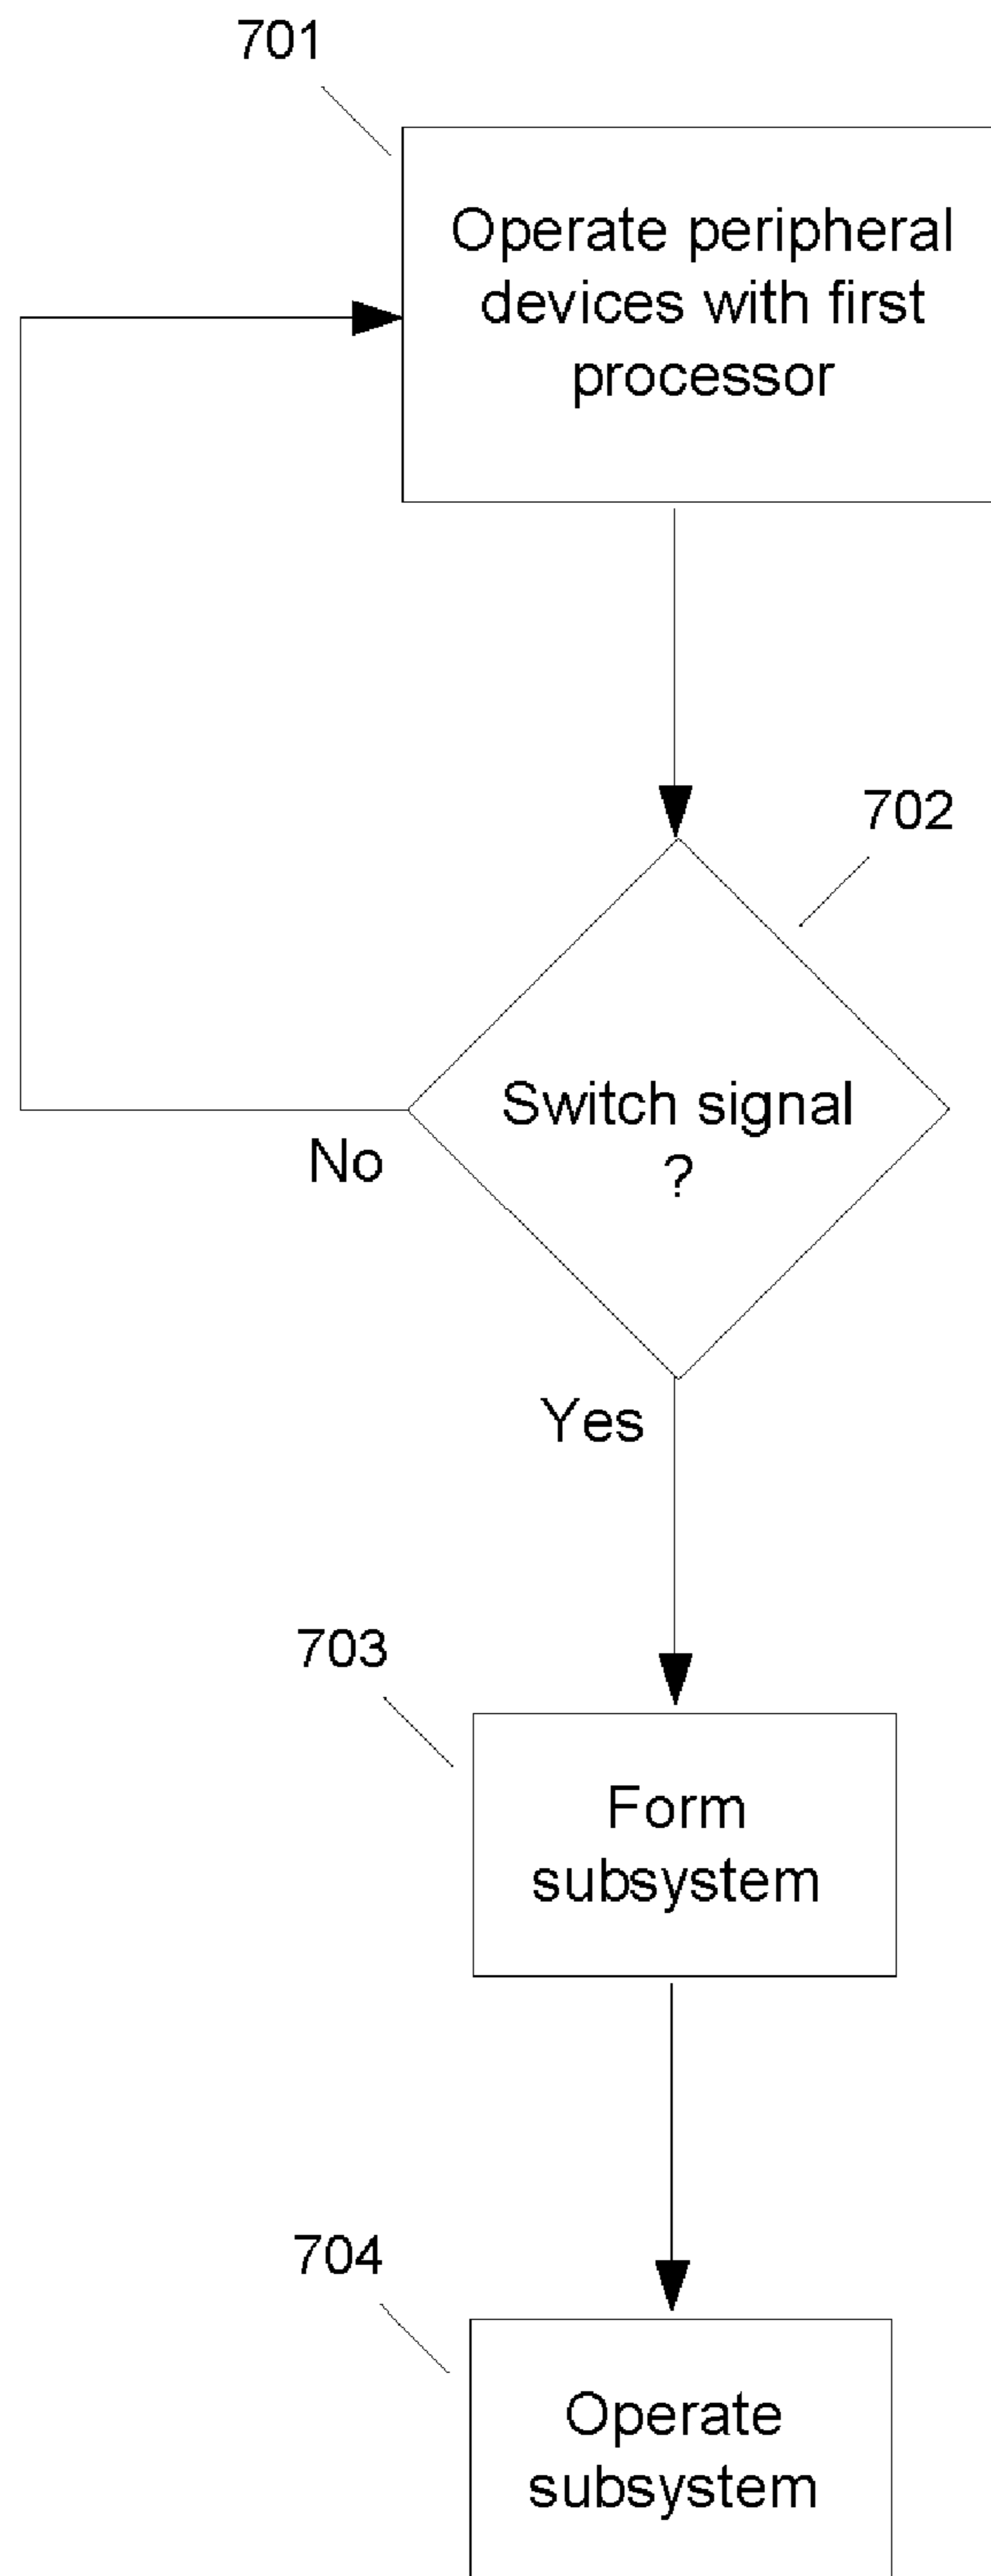 701
Operate peripheral
devices with first
processor
702
Switch signal
?
No
Yes
703
Form
subsystem
704
Operate
subsystem